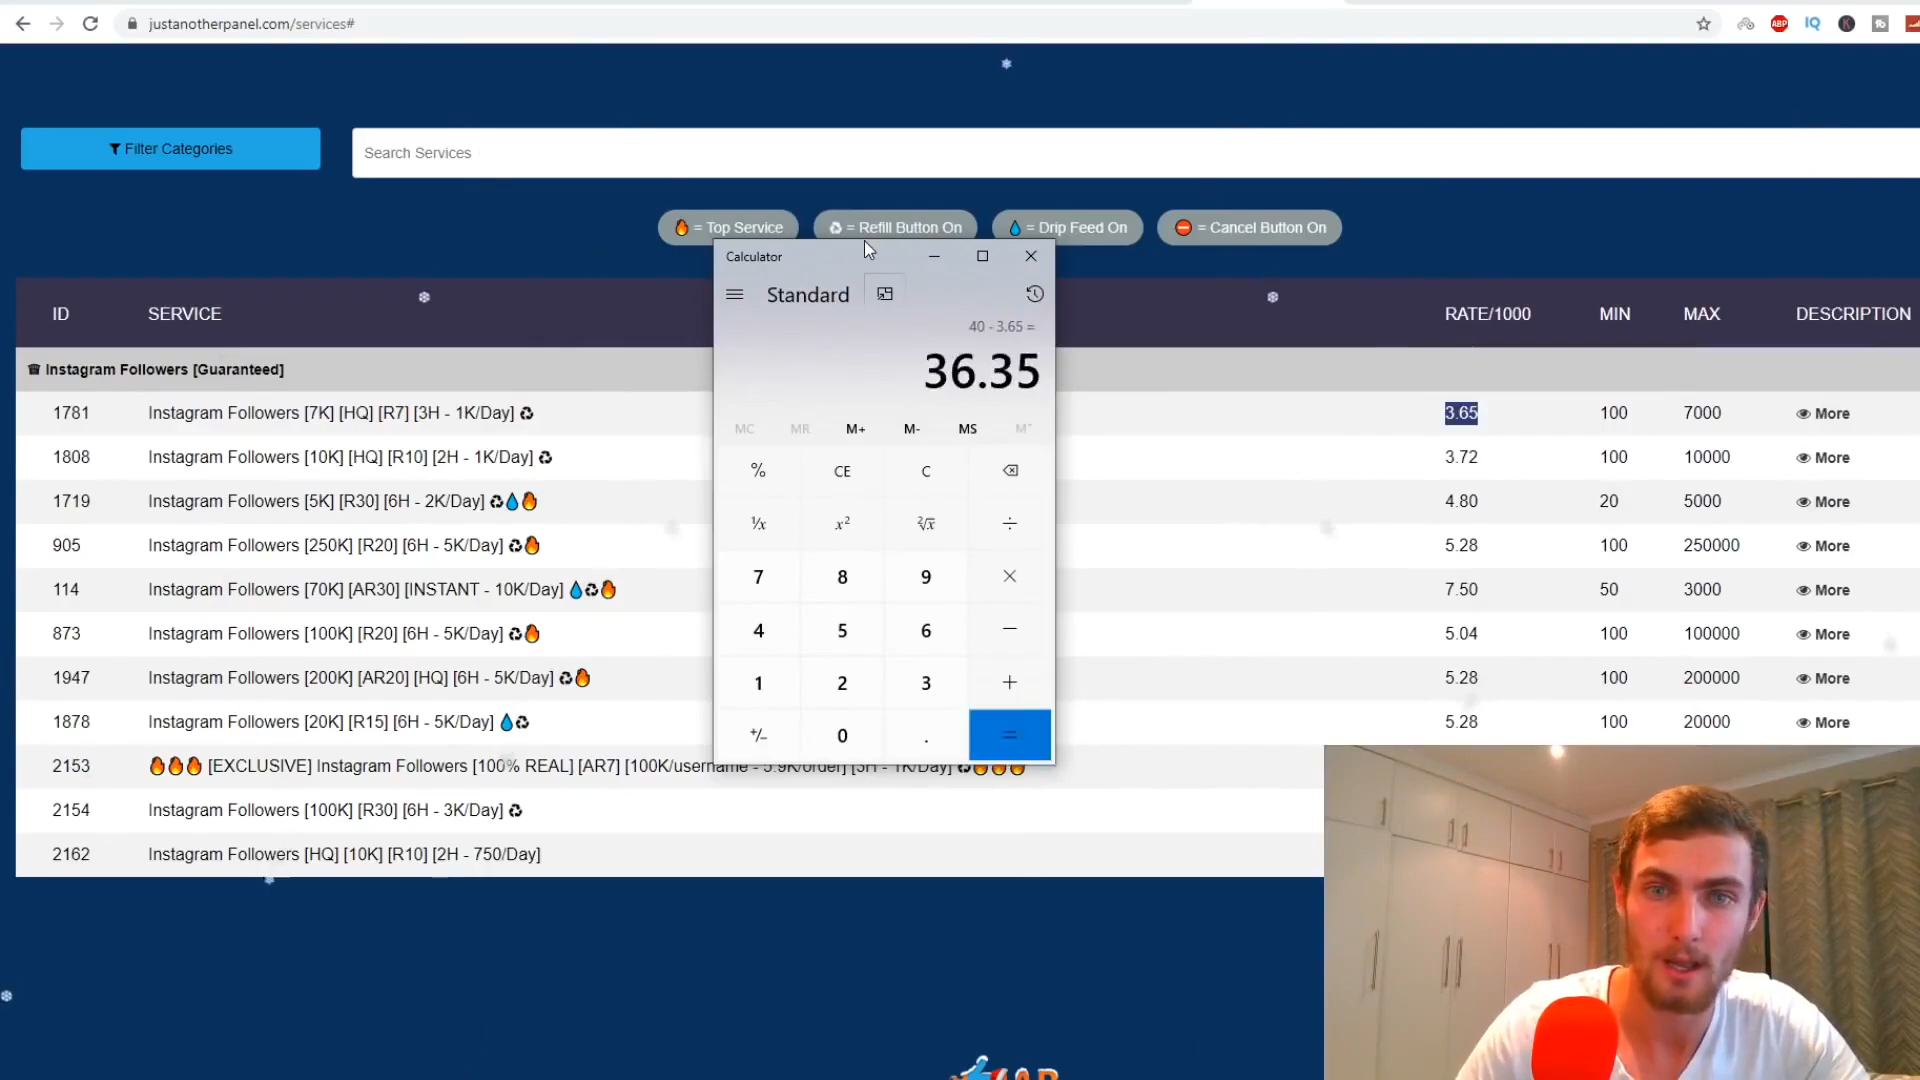 justanotherpanel.com/services#
ABP
IQ
K
Filter Categories
Search Services
= Top Service
= Refill Button On
= Drip Feed On
= Cancel Button On
Calculator
Standard
40 - 3.65 =
36.35
MC MR M+ M- MS M˅
% CE C
¹/x x² ²√x ÷
7 8 9 ×
4 5 6 −
1 2 3 +
+/− 0 . =
ID SERVICE RATE/1000 MIN MAX DESCRIPTION
Instagram Followers [Guaranteed]
1781 Instagram Followers [7K] [HQ] [R7] [3H - 1K/Day] 3.65 100 7000 More
1808 Instagram Followers [10K] [HQ] [R10] [2H - 1K/Day] 3.72 100 10000 More
1719 Instagram Followers [5K] [R30] [6H - 2K/Day] 4.80 20 5000 More
905 Instagram Followers [250K] [R20] [6H - 5K/Day] 5.28 100 250000 More
114 Instagram Followers [70K] [AR30] [INSTANT - 10K/Day] 7.50 50 3000 More
873 Instagram Followers [100K] [R20] [6H - 5K/Day] 5.04 100 100000 More
1947 Instagram Followers [200K] [AR20] [HQ] [6H - 5K/Day] 5.28 100 200000 More
1878 Instagram Followers [20K] [R15] [6H - 5K/Day] 5.28 100 20000 More
2153 [EXCLUSIVE] Instagram Followers [100% REAL] [AR7] [100K/username - 5.9K/order] [3H - 1K/Day]
2154 Instagram Followers [100K] [R30] [6H - 3K/Day]
2162 Instagram Followers [HQ] [10K] [R10] [2H - 750/Day]